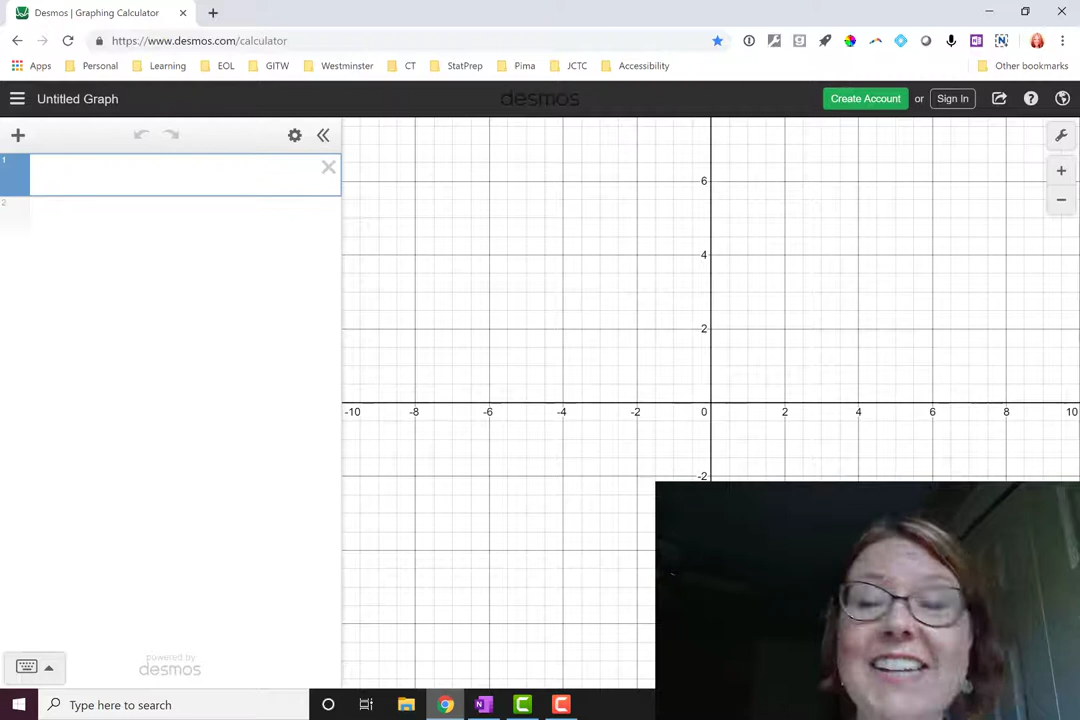 Desmos | Graphing Calculator
https://www.desmos.com/calculator
Apps Personal Learning EOL GITW Westminster CT StatPrep Pima JCTC Accessibility Other bookmarks
Untitled Graph desmos Create Account or Sign In
1
2
6
4
2
-10 -8 -6 -4 -2 0 2 4 6 8 10
-2
powered by
desmos
Type here to search